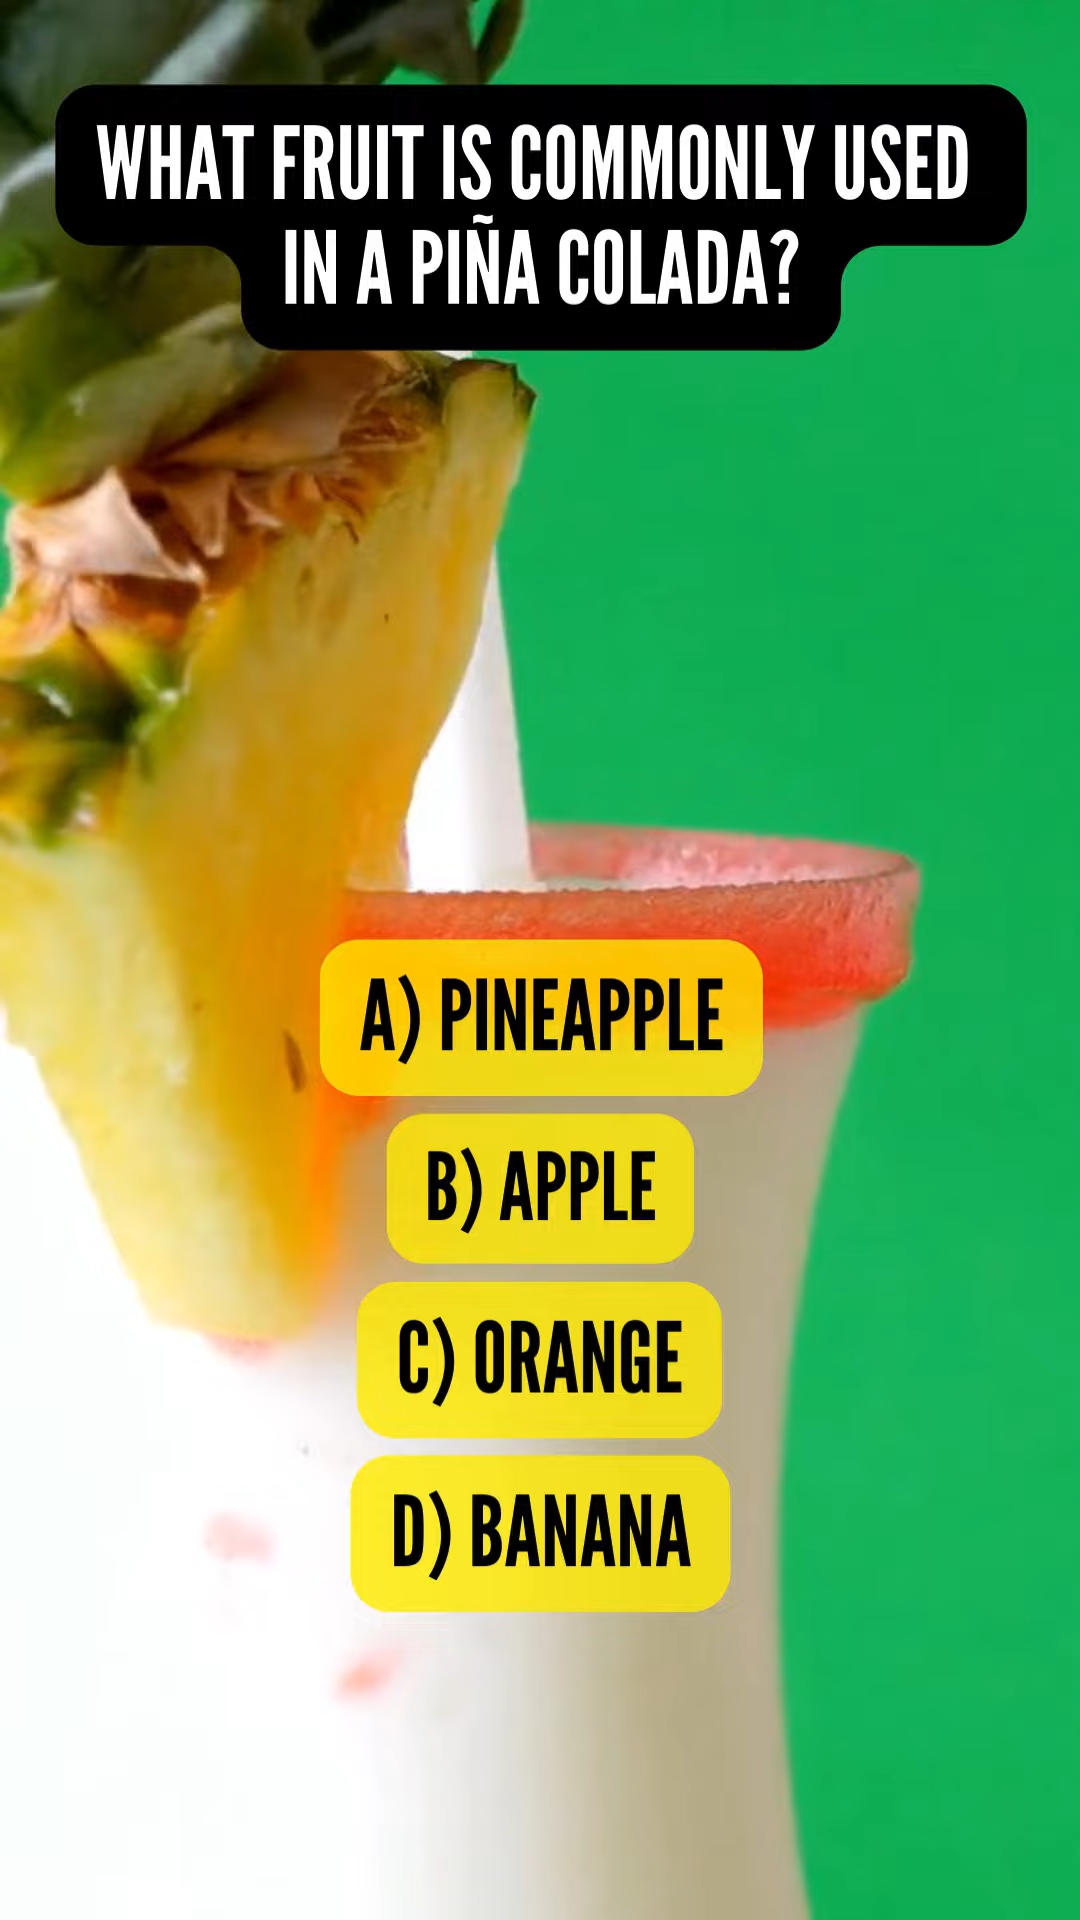 WHAT FRUIT IS COMMONLY USED
IN A PIÑA COLADA?
A) PINEAPPLE
B) APPLE
C) ORANGE
D) BANANA